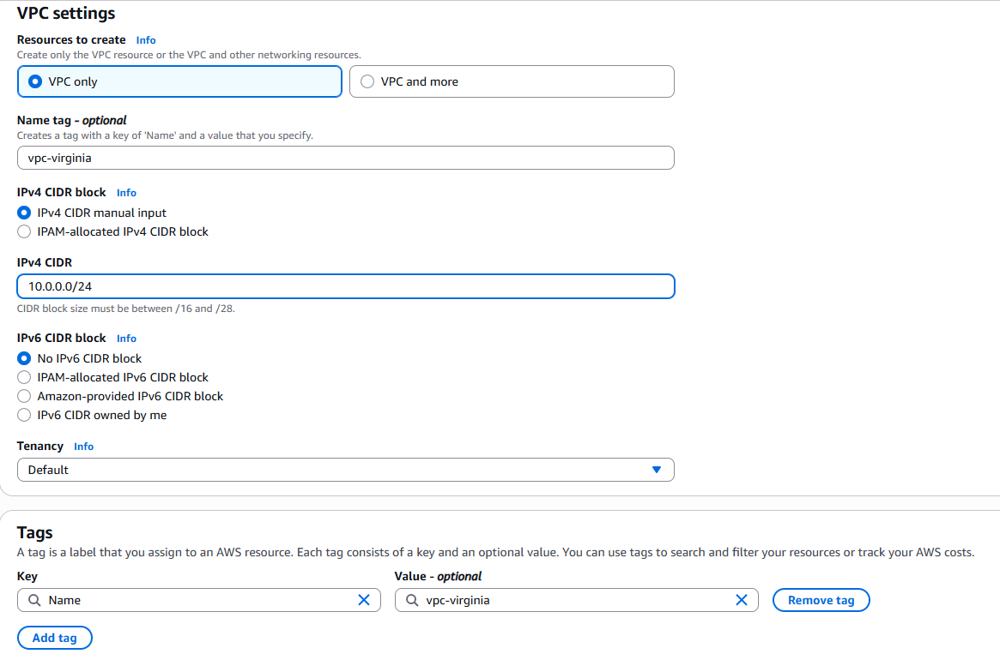 VPC settings
Resources to create Info
Create only the VPC resource or the VPC and other networking resources.
VPC only VPC and more
Name tag - optional
Creates a tag with a key of 'Name' and a value that you specify.
vpc-virginia
IPv4 CIDR block Info
IPv4 CIDR manual input
IPAM-allocated IPv4 CIDR block
IPv4 CIDR
10.0.0.0/24
CIDR block size must be between /16 and /28.
IPv6 CIDR block Info
No IPv6 CIDR block
IPAM-allocated IPv6 CIDR block
Amazon-provided IPv6 CIDR block
IPv6 CIDR owned by me
Tenancy Info
Default
Tags
A tag is a label that you assign to an AWS resource. Each tag consists of a key and an optional value. You can use tags to search and filter your resources or track your AWS costs.
Key Value - optional
Name vpc-virginia Remove tag
Add tag